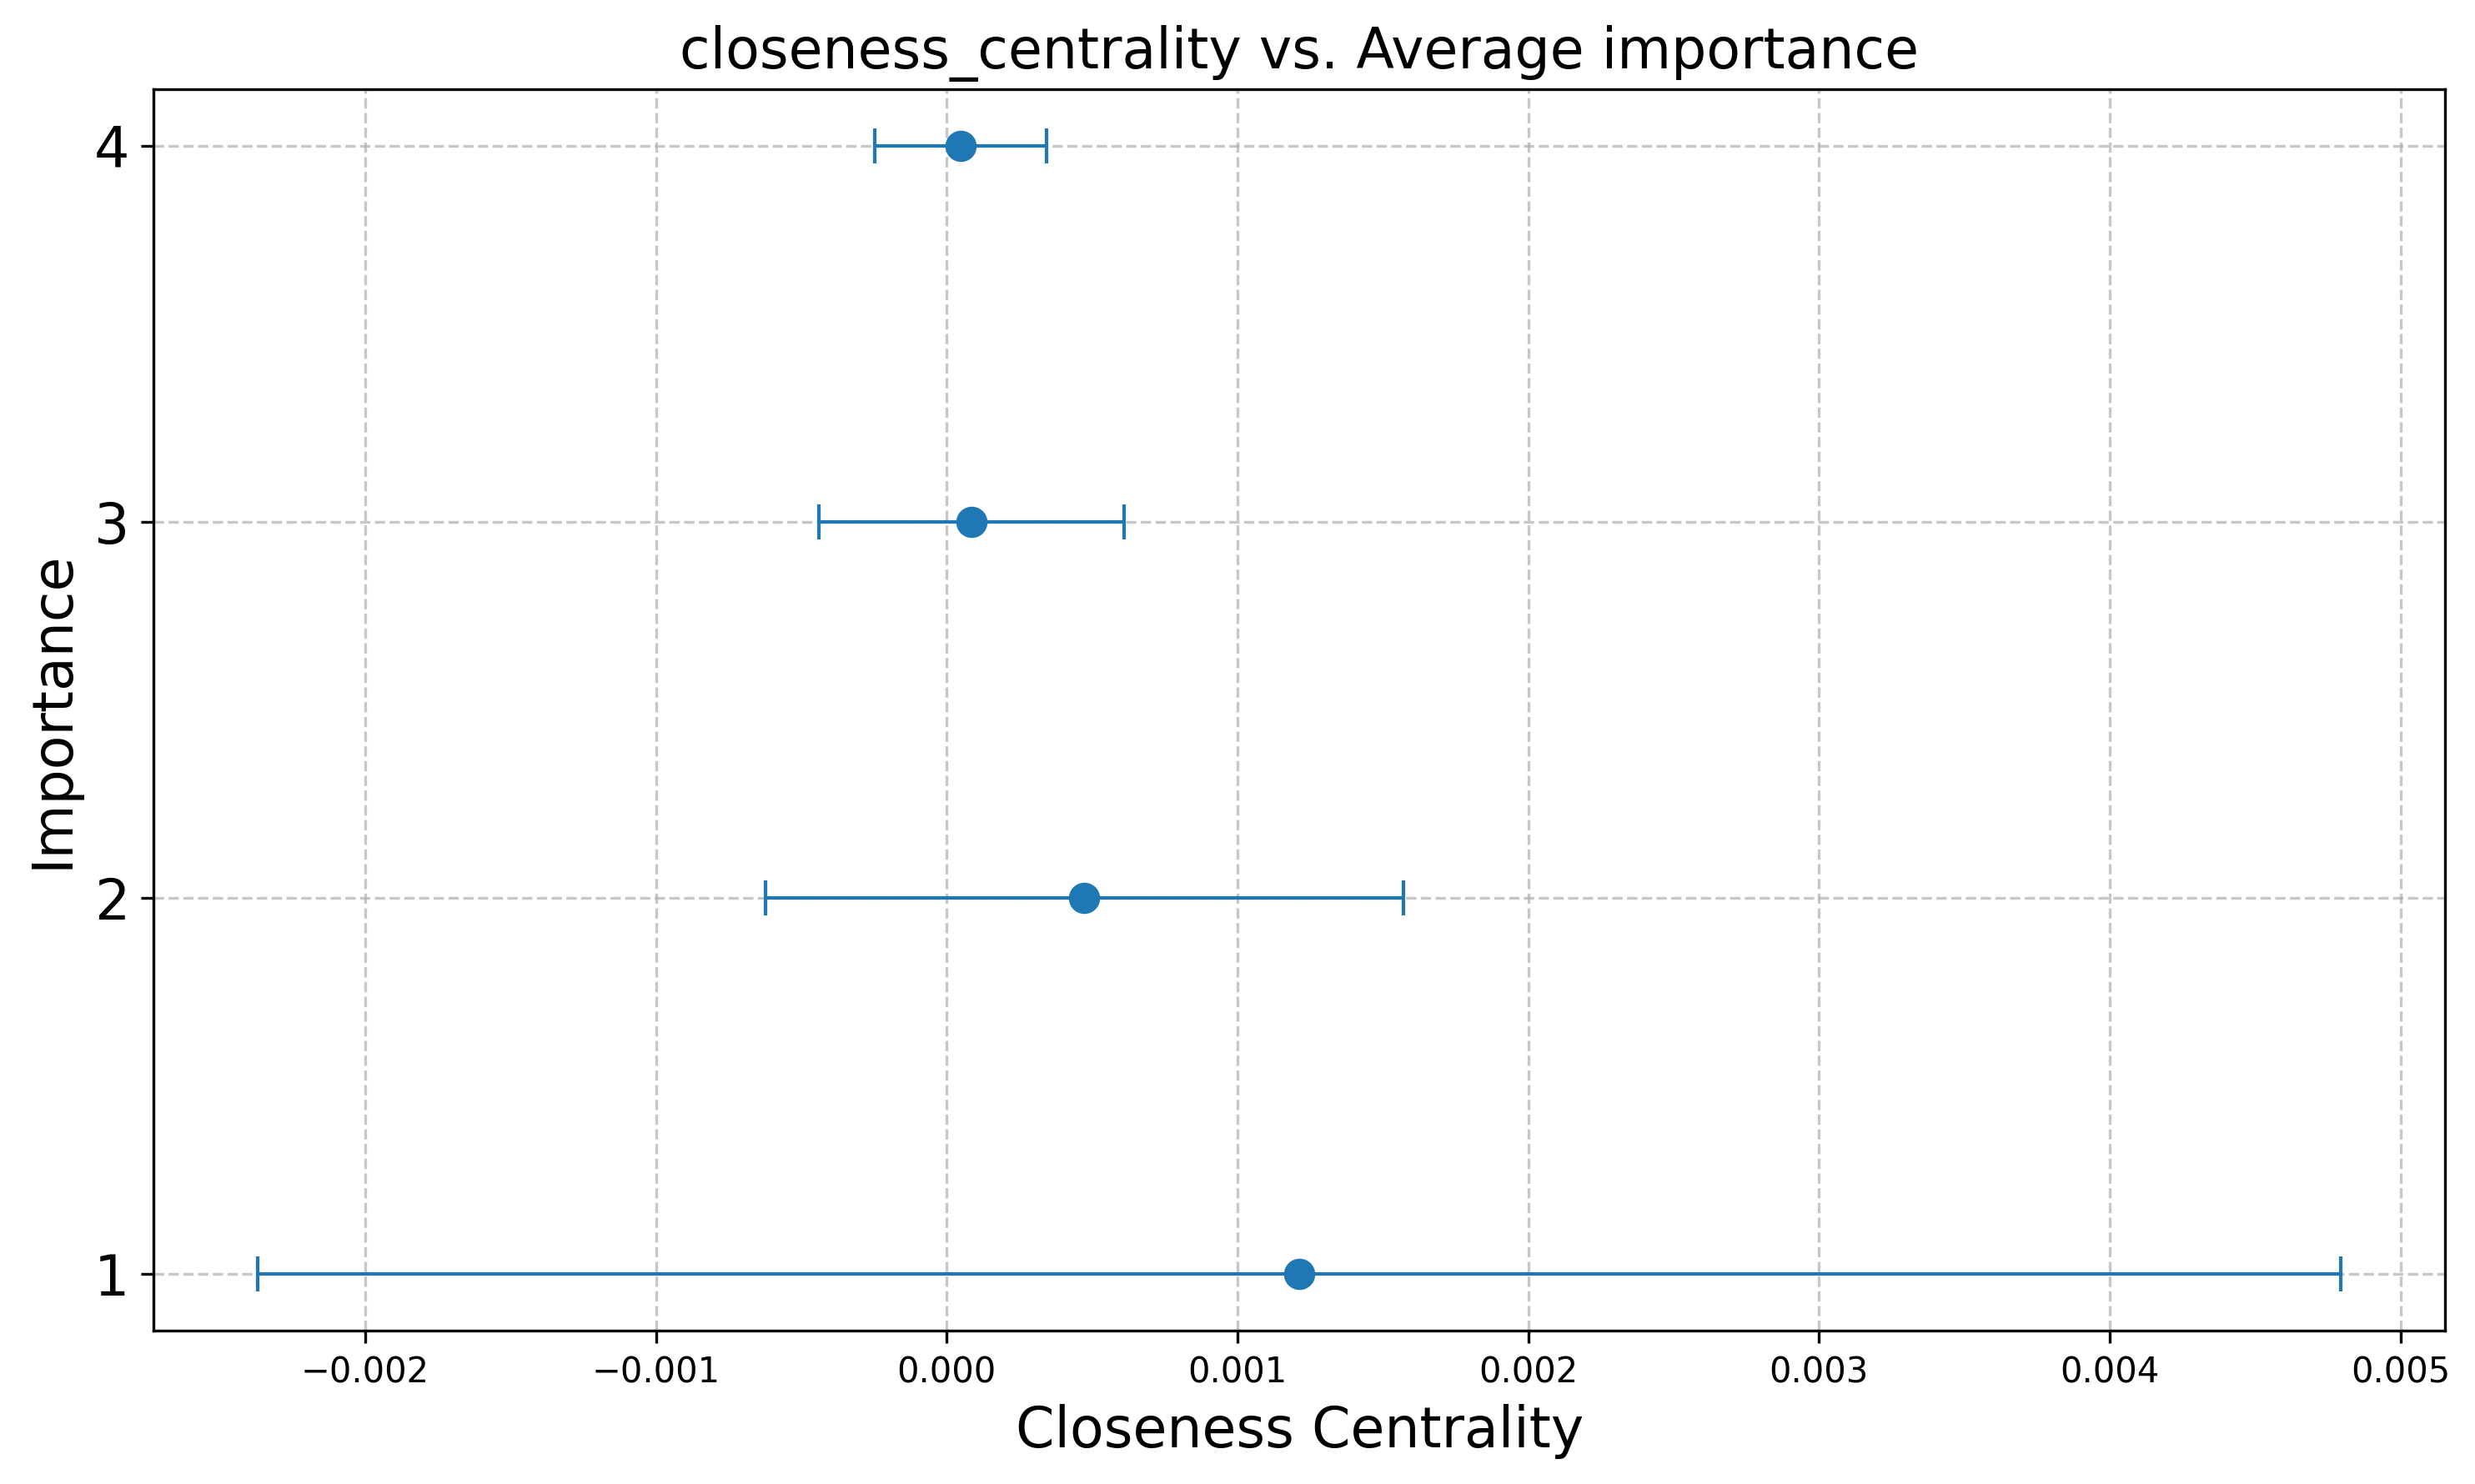 closeness_centrality vs. Average importance
4
3
2
1
Importance
−0.002 −0.001 0.000 0.001 0.002 0.003 0.004 0.005
Closeness Centrality